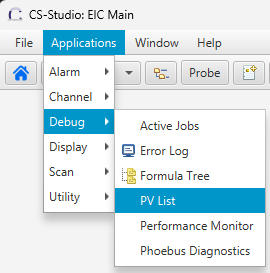 CS-Studio: EIC Main
File Applications Window Help
Probe
Alarm
Channel
Debug
Display
Scan
Utility
Active Jobs
Error Log
Formula Tree
PV List
Performance Monitor
Phoebus Diagnostics